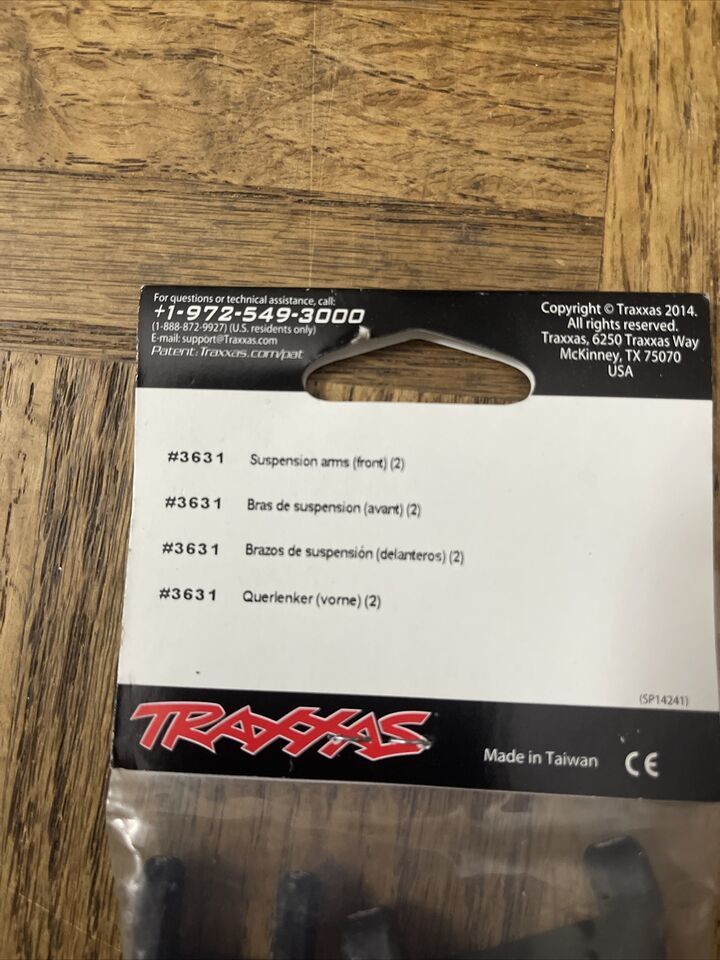 For questions or technical assistance, call:
+1-972-549-3000
(1-888-872-9927) (U.S. residents only)
E-mail: support@Traxxas.com
Patent: Traxxas.com/pat
Copyright © Traxxas 2014.
All rights reserved.
Traxxas, 6250 Traxxas Way
McKinney, TX 75070
USA
#3631 Suspension arms (front) (2)
#3631 Bras de suspension (avant) (2)
#3631 Brazos de suspensión (delanteros) (2)
#3631 Querlenker (vorne) (2)
(SP14241)
TRAXXAS
Made in Taiwan CE